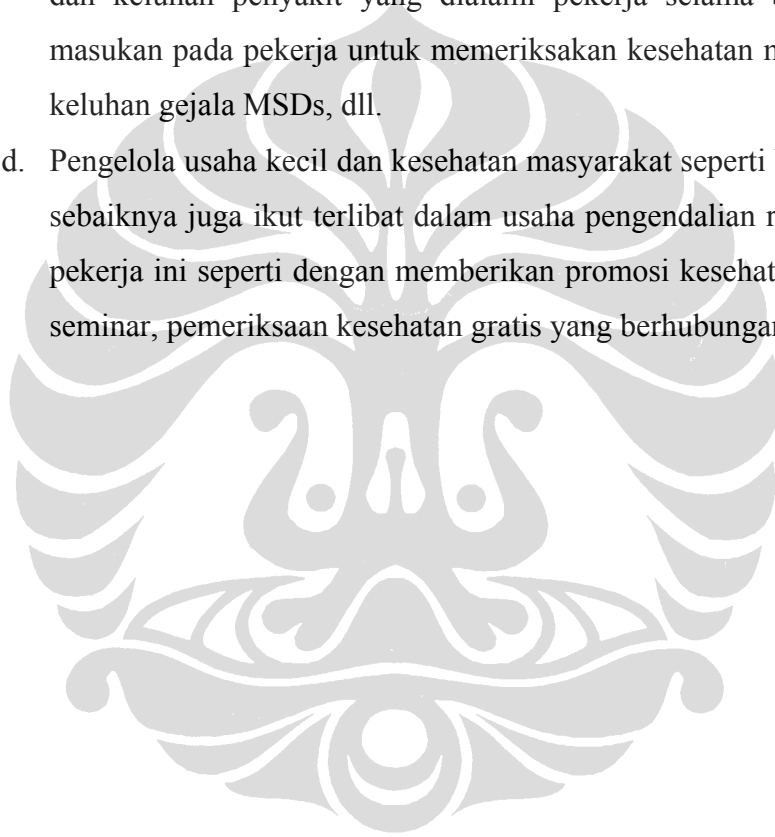 dan keluhan penyakit yang dialami pekerja selama
masukan pada pekerja untuk memeriksakan kesehatan
keluhan gejala MSDs, dll.
d. Pengelola usaha kecil dan kesehatan masyarakat seperti
sebaiknya juga ikut terlibat dalam usaha pengendalian
pekerja ini seperti dengan memberikan promosi
seminar, pemeriksaan kesehatan gratis yang